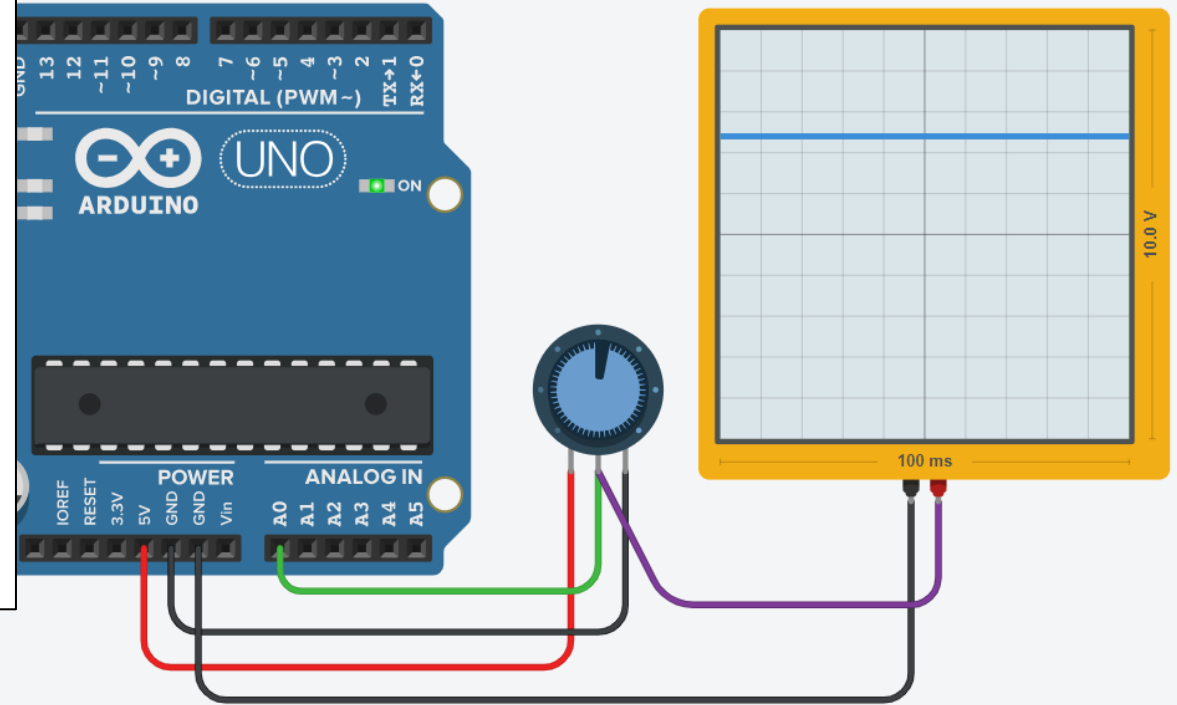 GND
13
12
~11
~10
~9
8
7
~6
~5
4
~3
2
TX→1
RX←0
DIGITAL (PWM~)
UNO
ARDUINO
ON
10.0 V
100 ms
POWER
ANALOG IN
IOREF
RESET
3.3V
5V
GND
GND
Vin
A0
A1
A2
A3
A4
A5